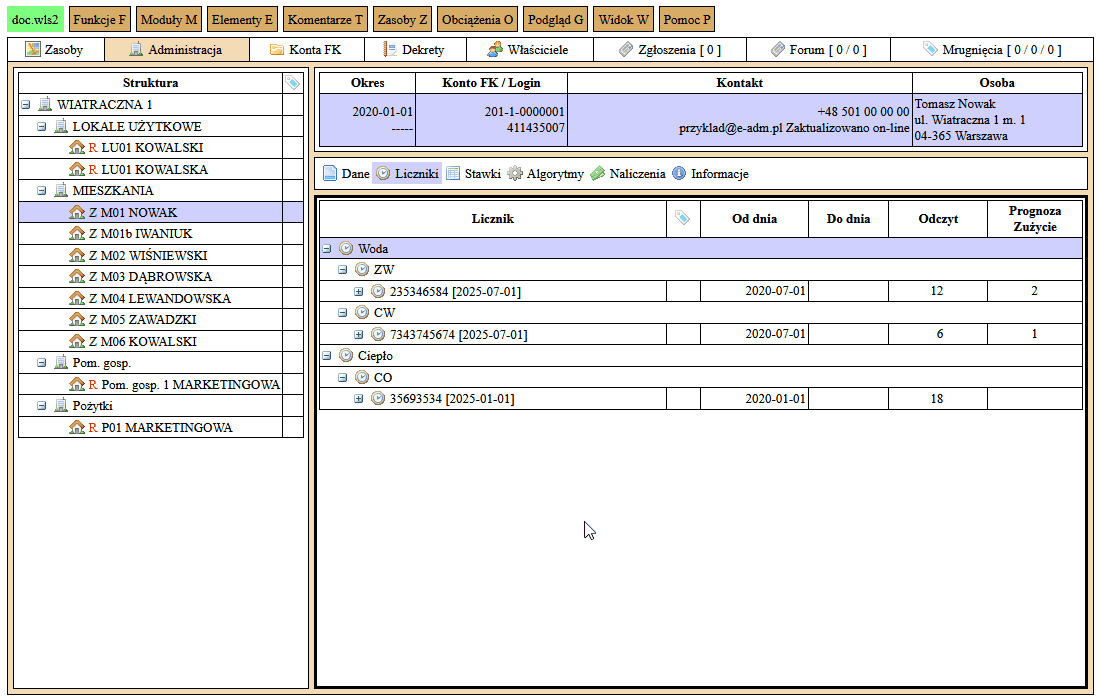 doc.wls2 Funkcje F Moduły M Elementy E Komentarze T Zasoby Z Obciążenia O Podgląd G Widok W Pomoc P
Zasoby Administracja Konta FK Dekrety Właściciele Zgłoszenia [ 0 ] Forum [ 0 / 0 ] Mrugnięcia [ 0 / 0 / 0 ]
Struktura
WIATRACZNA 1
LOKALE UŻYTKOWE
R LU01 KOWALSKI
R LU01 KOWALSKA
MIESZKANIA
Z M01 NOWAK
Z M01b IWANIUK
Z M02 WIŚNIEWSKI
Z M03 DĄBROWSKA
Z M04 LEWANDOWSKA
Z M05 ZAWADZKI
Z M06 KOWALSKI
Pom. gosp.
R Pom. gosp. 1 MARKETINGOWA
Pożytki
R P01 MARKETINGOWA
Okres Konto FK / Login Kontakt Osoba
2020-01-01 201-1-0000001 +48 501 00 00 00 Tomasz Nowak
----- 411435007 przyklad@e-adm.pl Zaktualizowano on-line ul. Wiatraczna 1 m. 1
04-365 Warszawa
Dane Liczniki Stawki Algorytmy Naliczenia Informacje
Licznik Od dnia Do dnia Odczyt Prognoza
Zużycie
Woda
ZW
235346584 [2025-07-01] 2020-07-01 12 2
CW
7343745674 [2025-07-01] 2020-07-01 6 1
Ciepło
CO
35693534 [2025-01-01] 2020-01-01 18